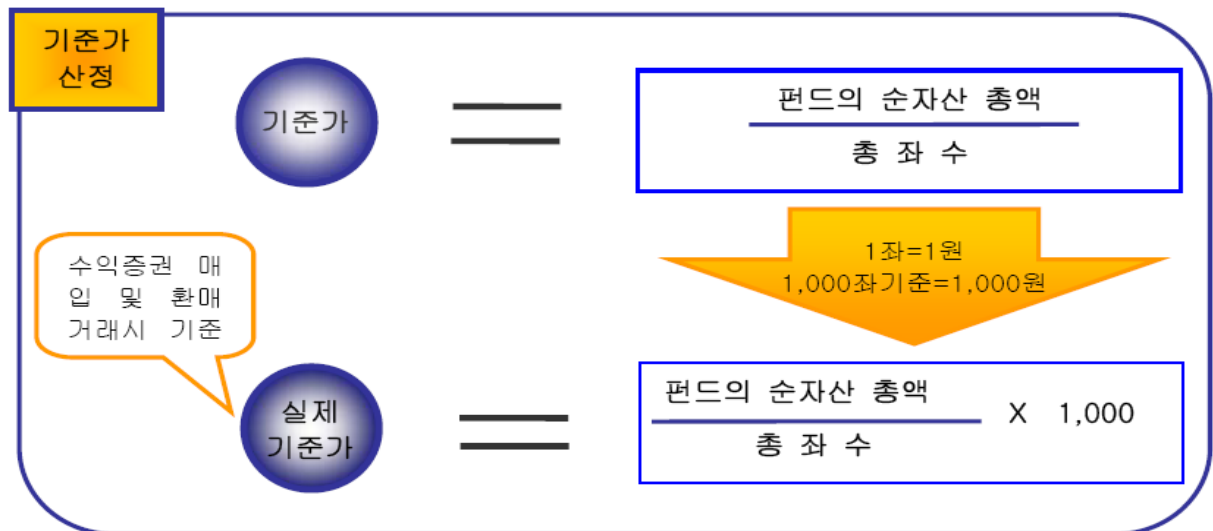 기준가
산정
기준가
펀드의 순자산 총액
총 좌 수
1좌=1원
1,000좌기준=1,000원
수익증권 매
입 및 환매
거래시 기준
실제
기준가
펀드의 순자산 총액
총 좌 수
X 1,000